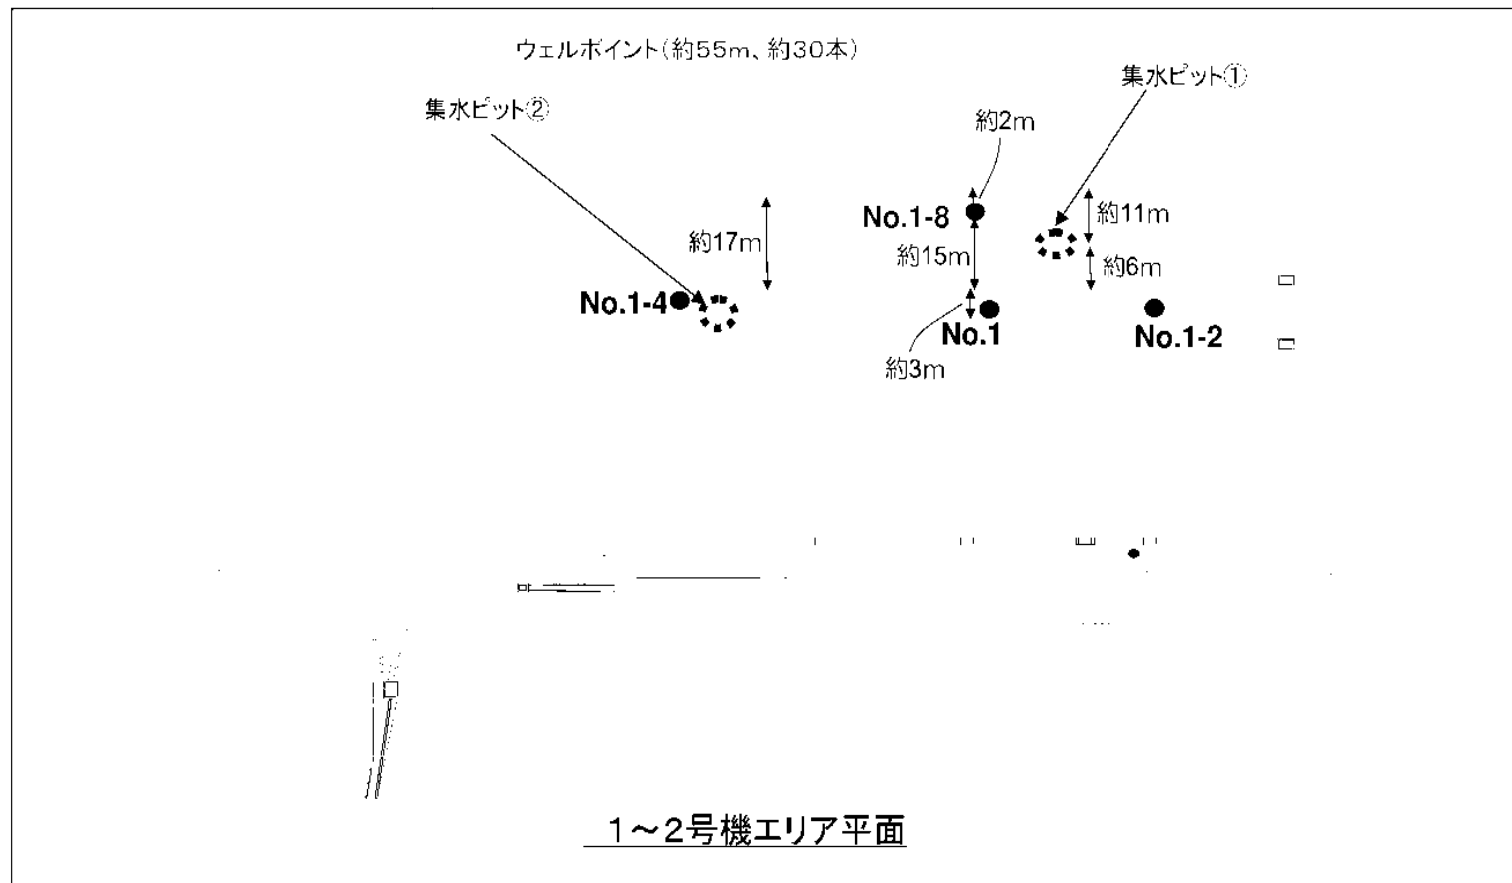 ウェルポイント(約55m、約30本)
集水ピット①
集水ピット②
約2m
No.1-8
約11m
約17m
約15m
約6m
No.1-4
No.1
No.1-2
約3m
1～2号機エリア平面